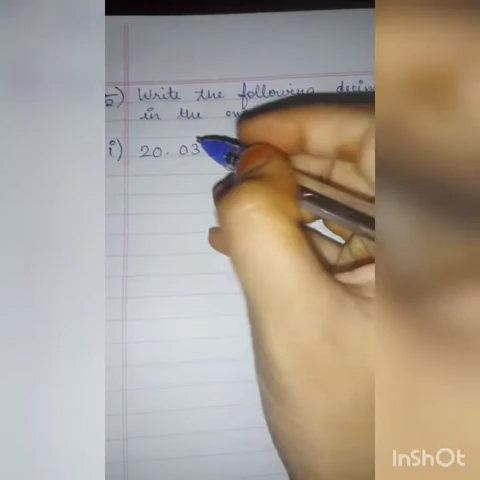 5) Write the following
in the
i) 20.03
InShOt